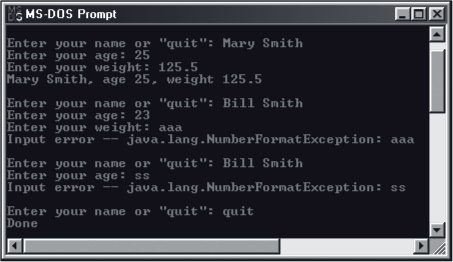 MS-DOS Prompt
Enter your name or "quit": Mary Smith
Enter your age: 25
Enter your weight: 125.5
Mary Smith, age 25, weight 125.5
Enter your name or "quit": Bill Smith
Enter your age: 23
Enter your weight: aaa
Input error -- java.lang.NumberFormatException: aaa
Enter your name or "quit": Bill Smith
Enter your age: ss
Input error -- java.lang.NumberFormatException: ss
Enter your name or "quit": quit
Done